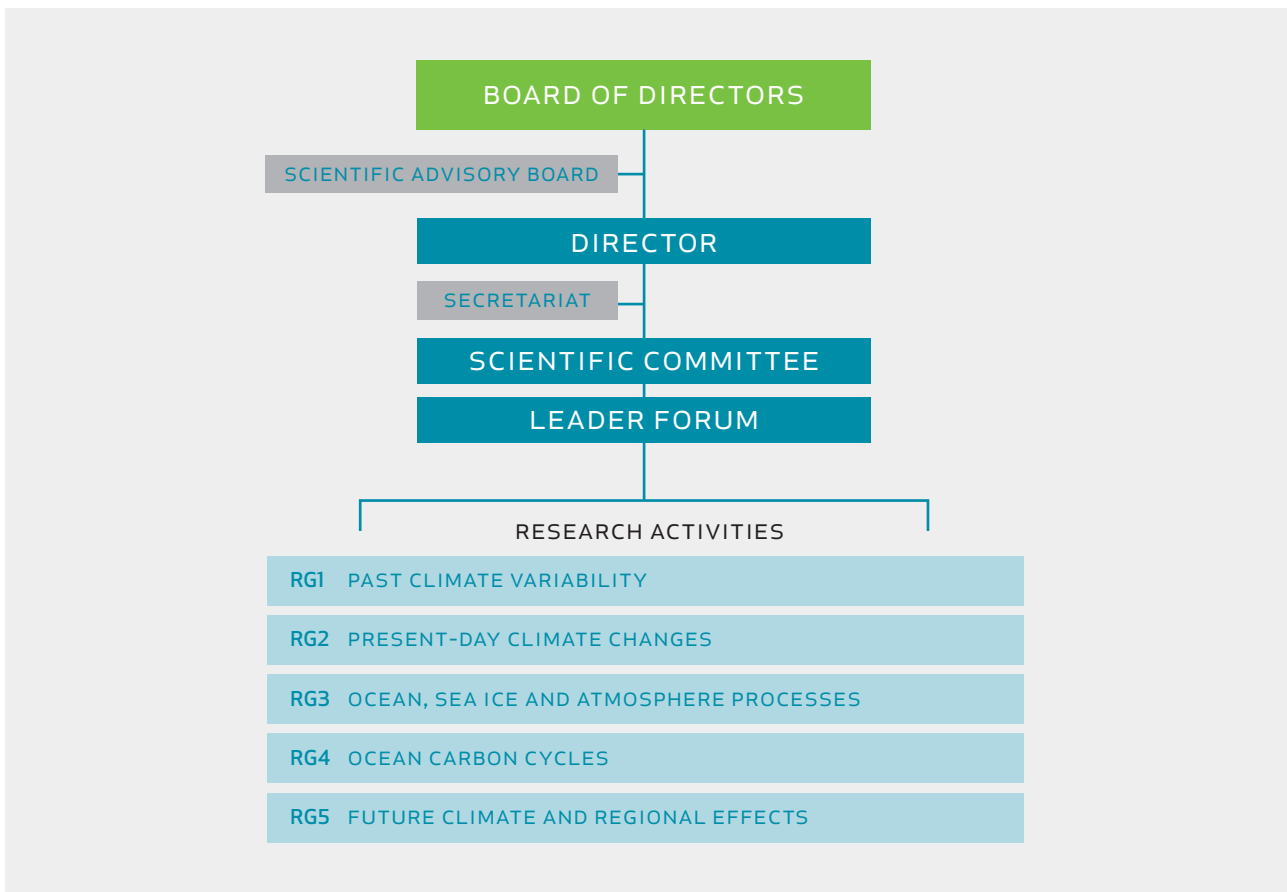 BOARD OF DIRECTORS
SCIENTIFIC ADVISORY BOARD
DIRECTOR
SECRETARIAT
SCIENTIFIC COMMITTEE
LEADER FORUM
RESEARCH ACTIVITIES
RG1 PAST CLIMATE VARIABILITY
RG2 PRESENT-DAY CLIMATE CHANGES
RG3 OCEAN, SEA ICE AND ATMOSPHERE PROCESSES
RG4 OCEAN CARBON CYCLES
RG5 FUTURE CLIMATE AND REGIONAL EFFECTS